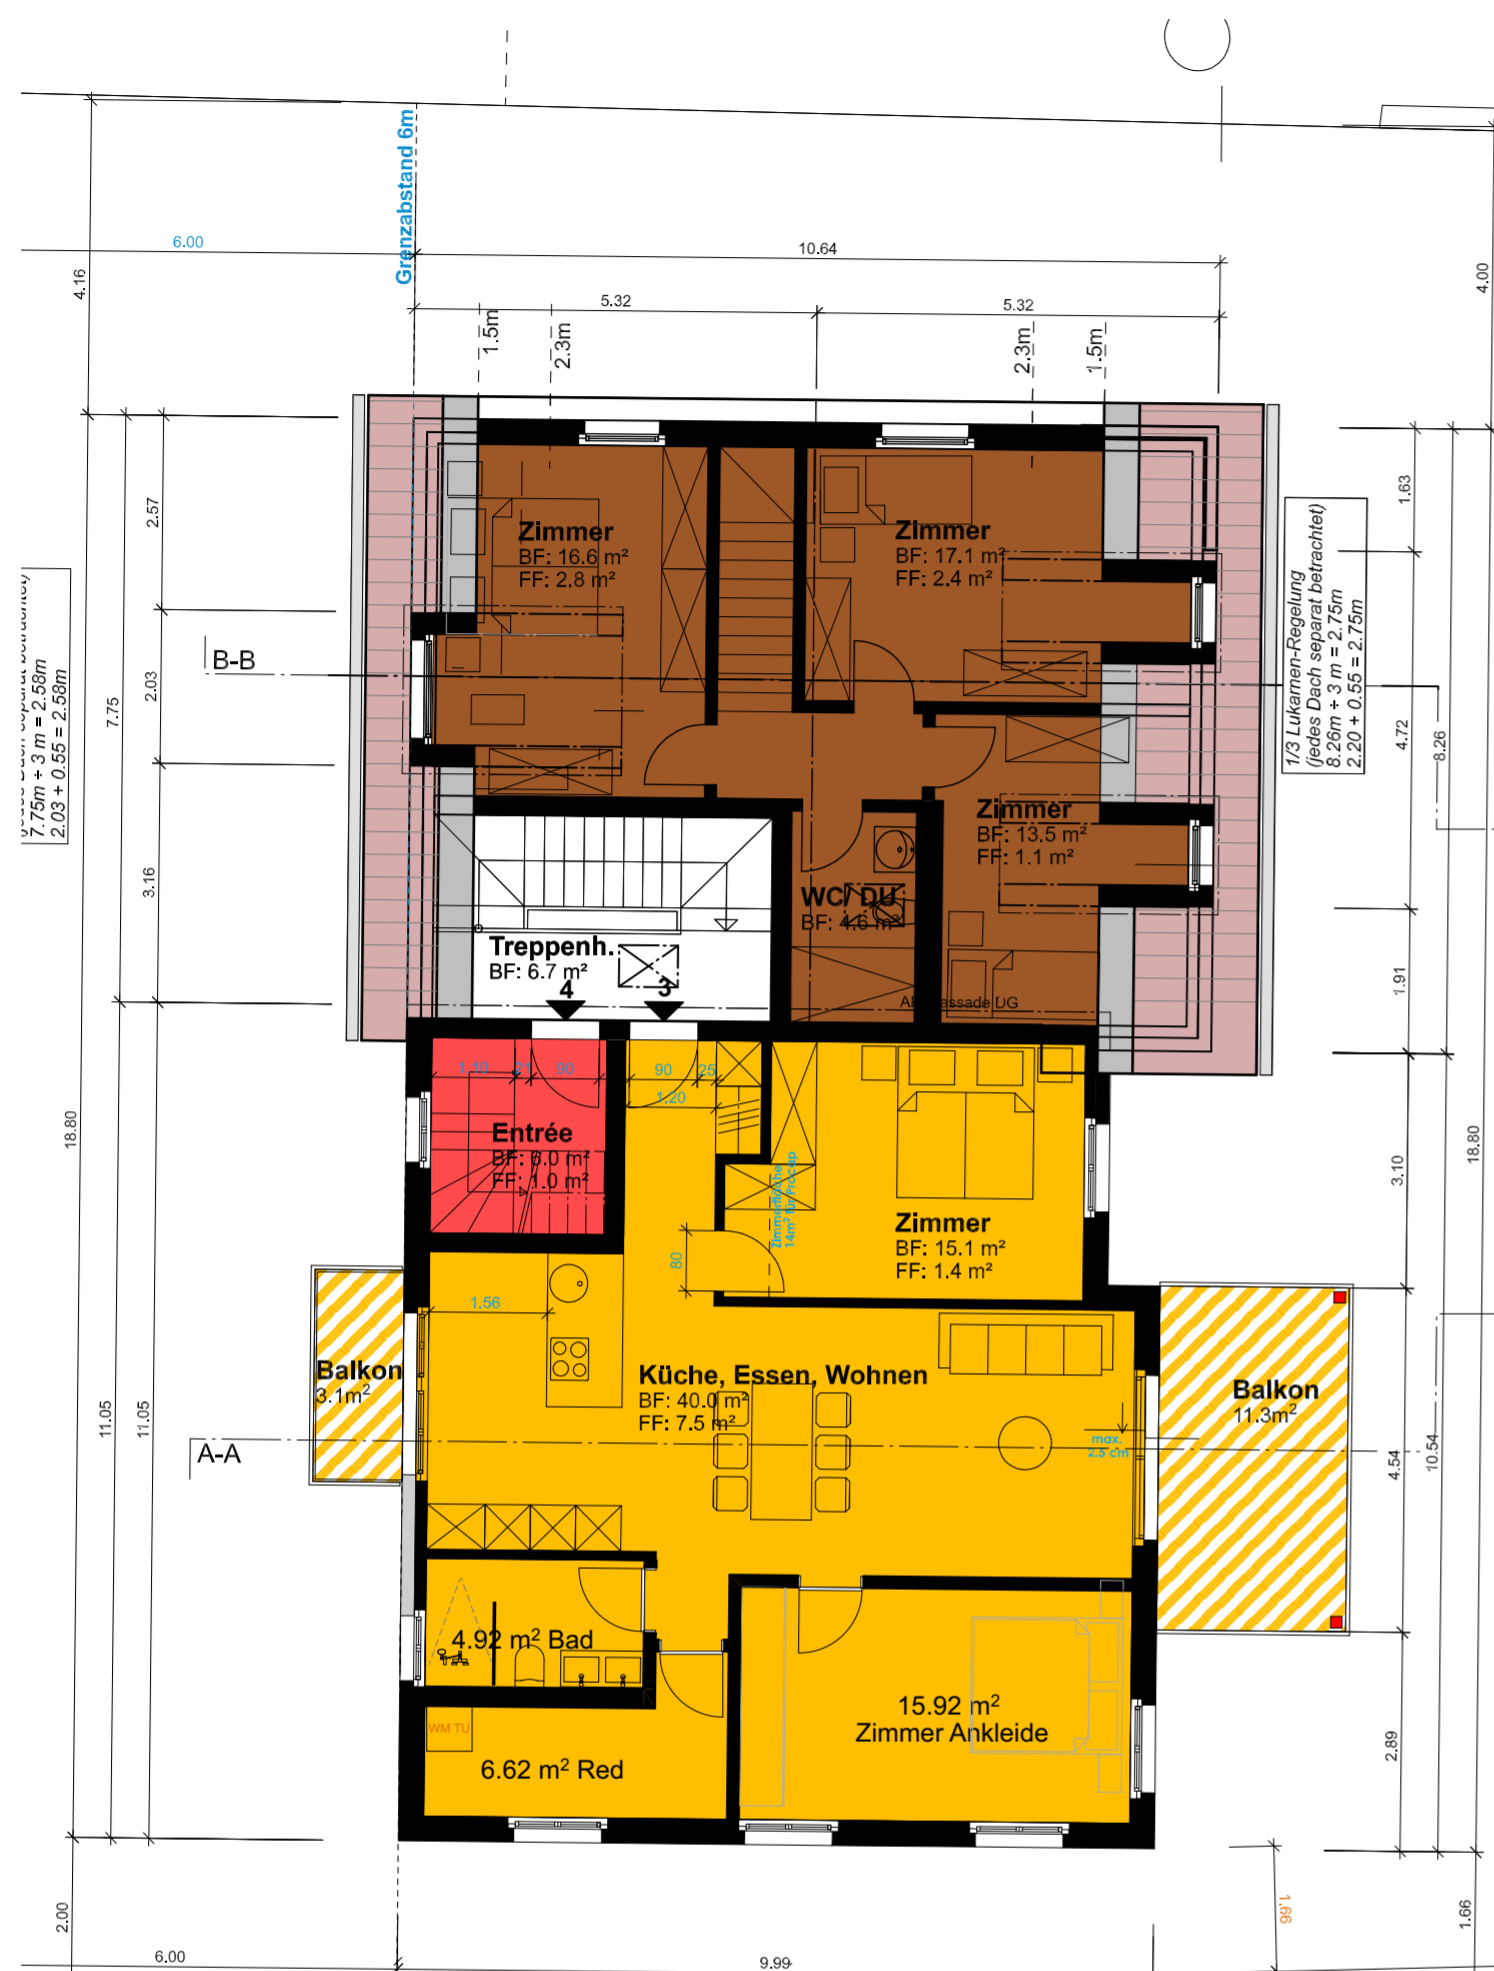 Grenzabstand 6m
6.00
10.64
4.16
4.00
5.32
5.32
1.5m
2.3m
2.3m
1.5m
2.57
1.63
Zimmer
BF: 16.6 m²
FF: 2.8 m²
Zimmer
BF: 17.1 m²
FF: 2.4 m²
1/3 Lukarnen-Regelung
(jedes Dach separat betrachtet)
8.26m ÷ 3 m = 2.75m
2.20 + 0.55 = 2.75m
7.75m ÷ 3 m = 2.58m
2.03 + 0.55 = 2.58m
B-B
2.03
7.75
4.72
8.26
Zimmer
BF: 13.5 m²
FF: 1.1 m²
3.16
WC/ DU
BF: 4.6 m²
Treppenh.
BF: 6.7 m²
4
3
1.91
1.10
21
90
90
25
1.20
18.80
Entrée
BF: 6.0 m²
FF: 1.0 m²
Zimmerfläche
14m² für Procap
3.10
18.80
Zimmer
BF: 15.1 m²
FF: 1.4 m²
80
1.56
Balkon
3.1m²
Küche, Essen, Wohnen
BF: 40.0 m²
FF: 7.5 m²
Balkon
11.3m²
11.05
11.05
max.
2.5 cm
A-A
4.54
10.54
4.92 m² Bad
15.92 m²
Zimmer Ankleide
WM TU
6.62 m² Red
2.89
2.00
1.66
1.66
6.00
9.99